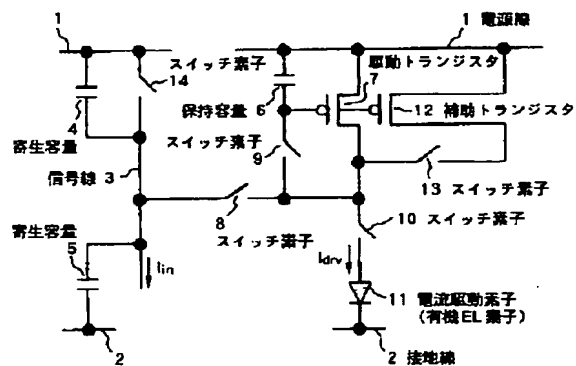 1
1 電源線
スイッチ素子
14
駆動トランジスタ
7
保持容量 6
12 補助トランジスタ
4
寄生容量
スイッチ素子
9
信号線 3
13 スイッチ素子
寄生容量
5
8
スイッチ素子
10 スイッチ素子
Iin
Idrv
11 電流駆動素子
(有機EL素子)
2
2 接地線